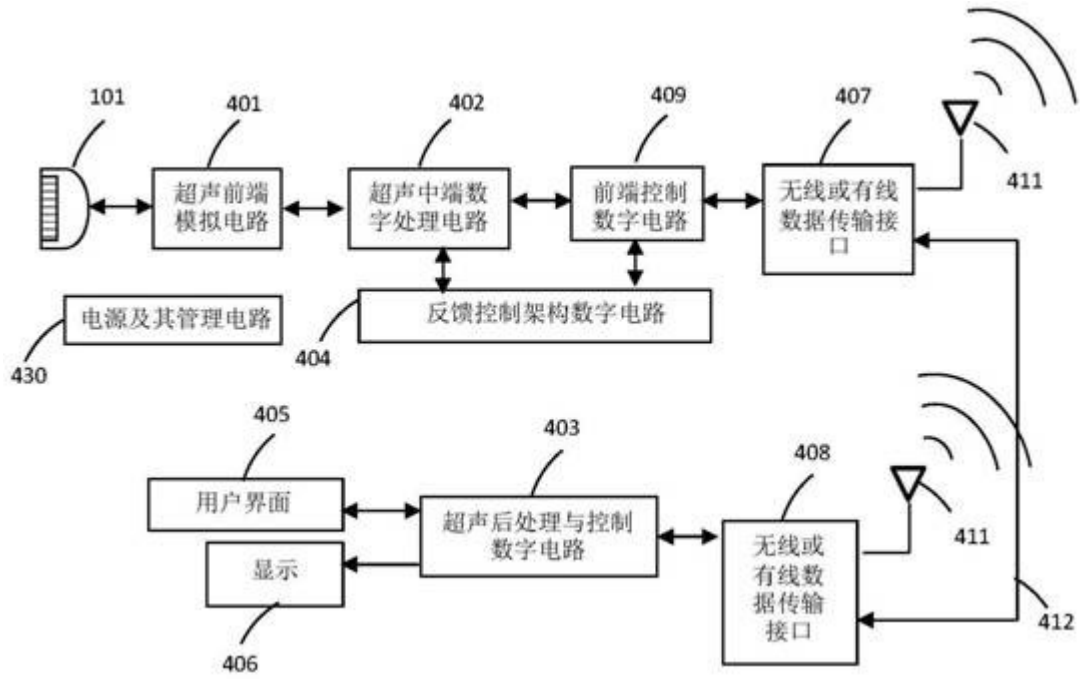 101
401
402
409
407
411
超声前端
模拟电路
超声中端数
字处理电路
前端控制
数字电路
无线或有线
数据传输接
口
电源及其管理电路
反馈控制架构数字电路
430
404
405
403
408
用户界面
超声后处理与控制
数字电路
无线或
有线数
据传输
接口
411
显示
406
412